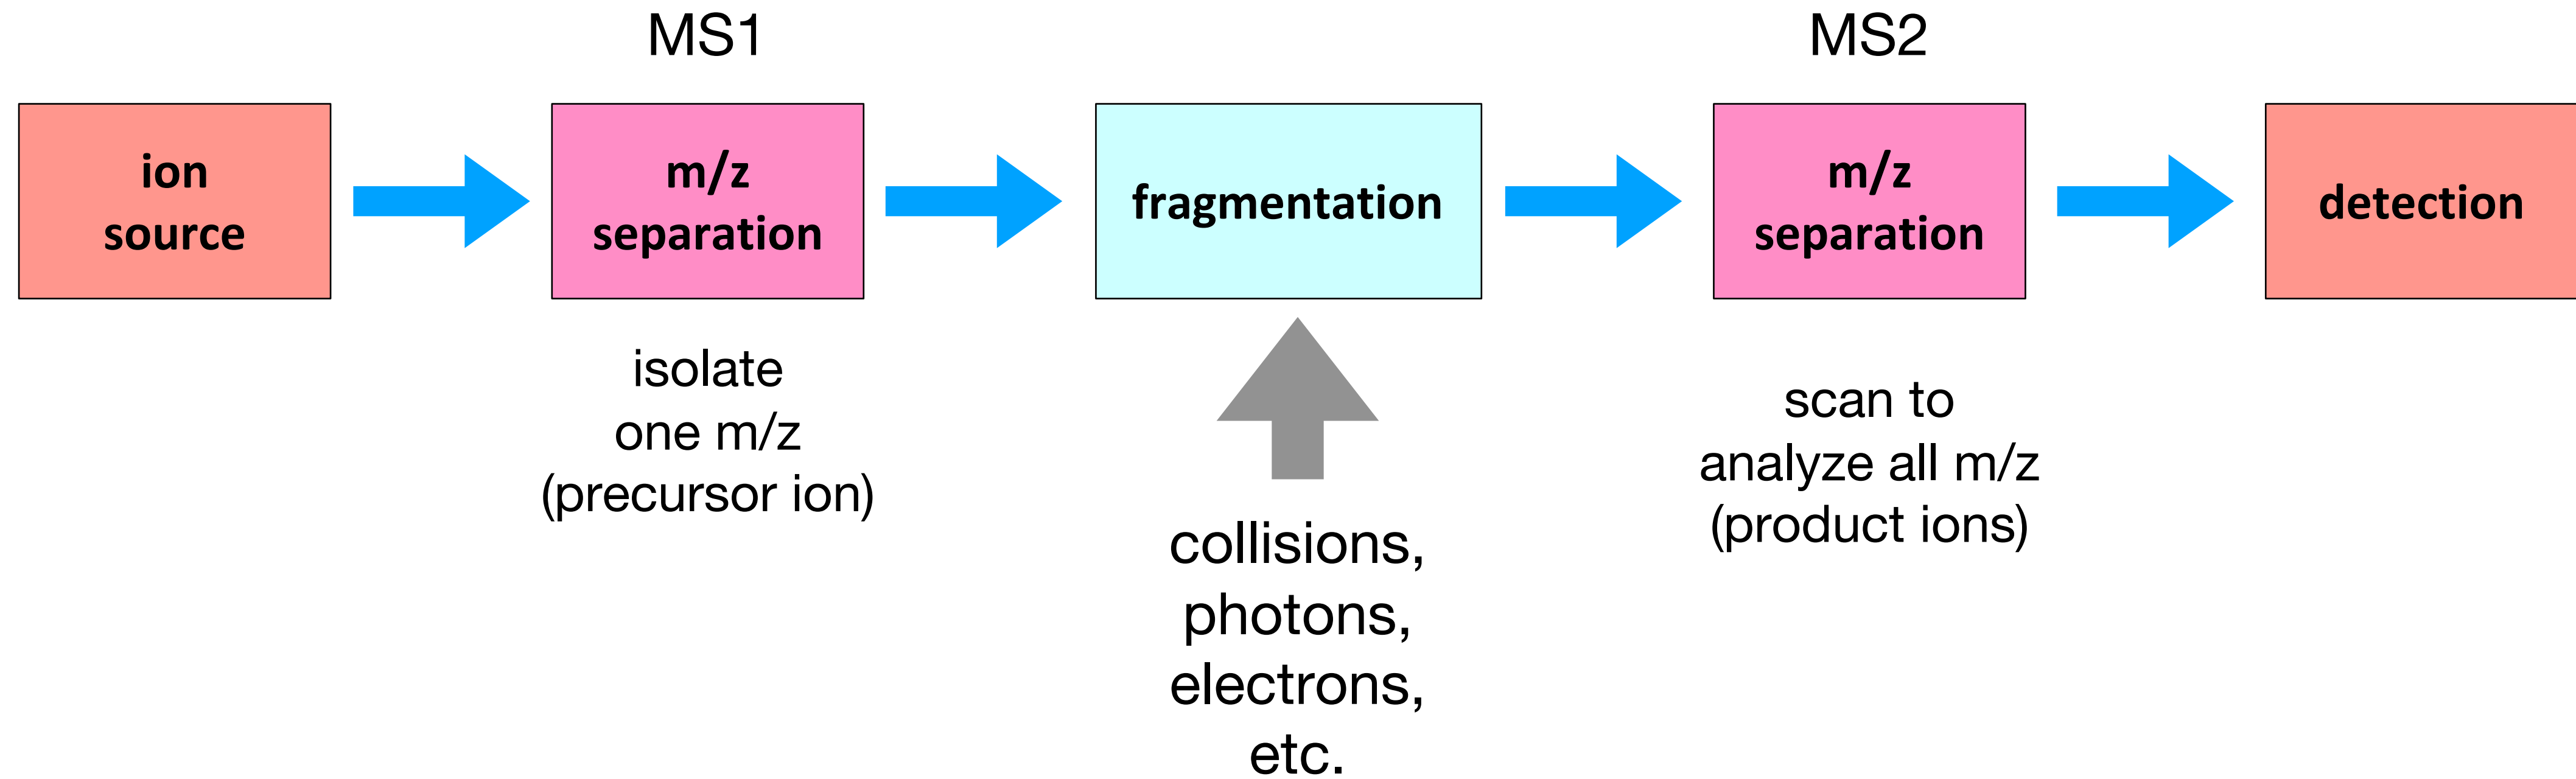 MS1
MS2
ion
source
m/z
separation
fragmentation
m/z
separation
detection
isolate
one m/z
(precursor ion)
collisions,
photons,
electrons,
etc.
scan to
analyze all m/z
(product ions)